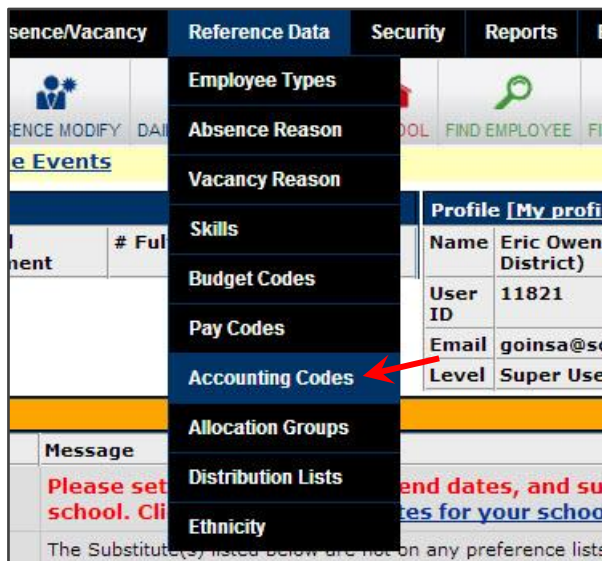 sence/Vacancy Reference Data Security Reports
ENCE MODIFY DAI OOL FIND EMPLOYEE FI
e Events
Employee Types
Absence Reason
Vacancy Reason
Skills
Budget Codes
Pay Codes
Accounting Codes
Allocation Groups
Distribution Lists
Ethnicity
# Ful
ment
Profile [My profi
Name Eric Owen
District)
User ID 11821
Email goinsa@s
Level Super Use
Message
Please set end dates, and su
school. Cli tes for your schoo
The Substitute(s) listed below are not on any preference lists